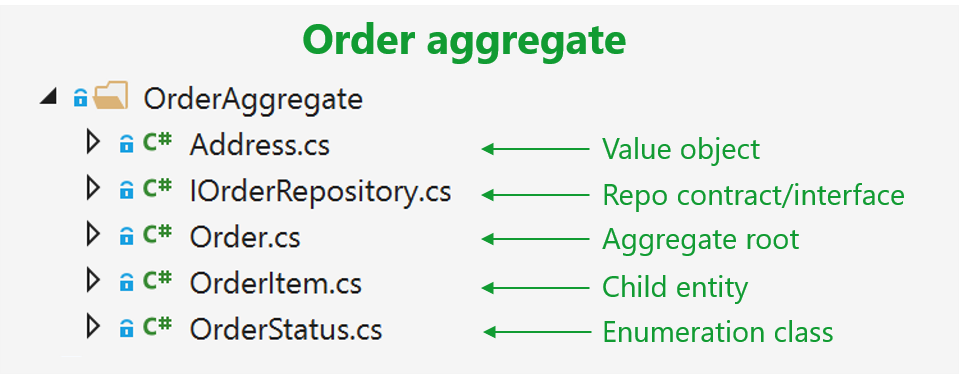 Order aggregate
OrderAggregate
C# Address.cs Value object
C# IOrderRepository.cs Repo contract/interface
C# Order.cs Aggregate root
C# OrderItem.cs Child entity
C# OrderStatus.cs Enumeration class